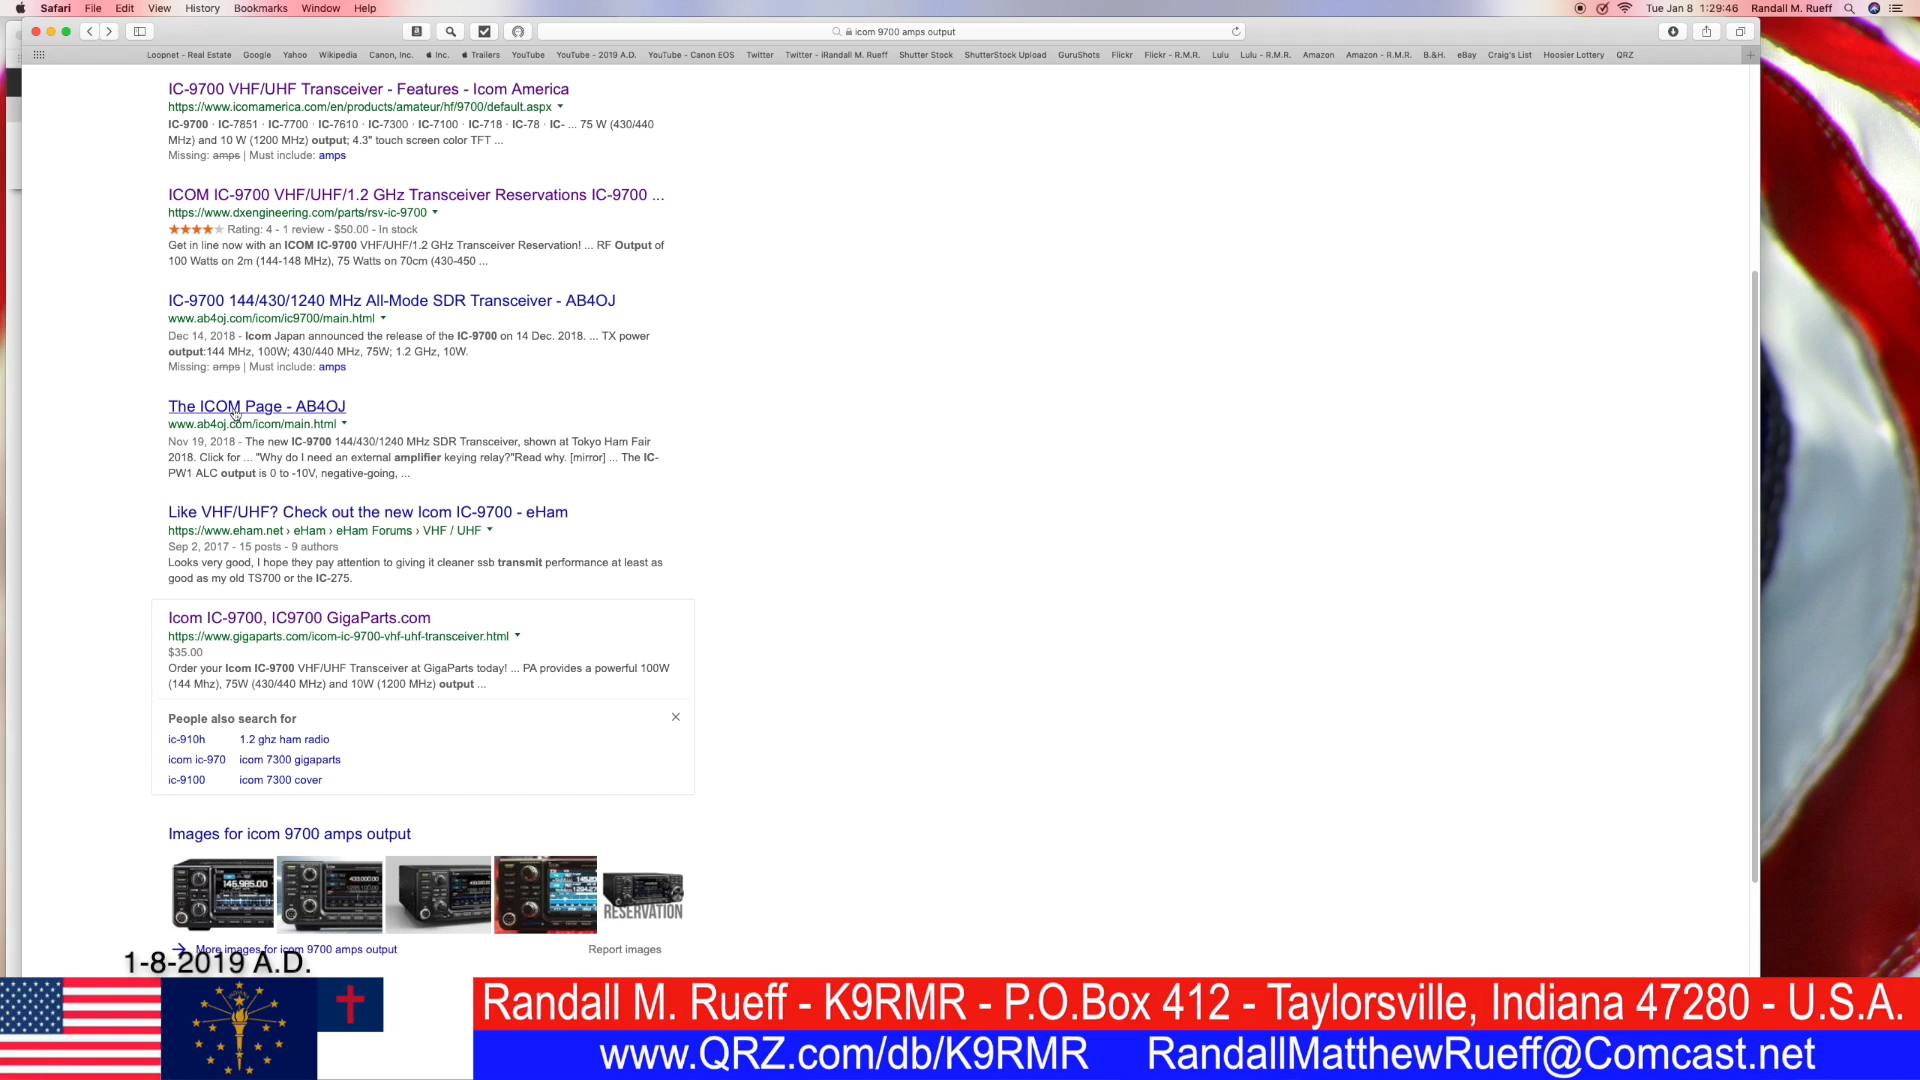 Safari File Edit View History Bookmarks Window Help
Tue Jan 8 1:29:46 Randall M. Rueff
icom 9700 amps output
Loopnet - Real Estate Google Yahoo Wikipedia Canon, Inc. Inc. Trailers YouTube YouTube - 2019 A.D. YouTube - Canon EOS Twitter Twitter - iRandall M. Rueff Shutter Stock ShutterStock Upload GuruShots Flickr Flickr - R.M.R. Lulu Lulu - R.M.R. Amazon Amazon - R.M.R. B.&H. eBay Craig's List Hoosier Lottery QRZ
IC-9700 VHF/UHF Transceiver - Features - Icom America
https://www.icomamerica.com/en/products/amateur/hf/9700/default.aspx
IC-9700 · IC-7851 · IC-7700 · IC-7610 · IC-7300 · IC-7100 · IC-718 · IC-78 · IC- ... 75 W (430/440
MHz) and 10 W (1200 MHz) output; 4.3" touch screen color TFT ...
Missing: amps | Must include: amps
ICOM IC-9700 VHF/UHF/1.2 GHz Transceiver Reservations IC-9700 ...
https://www.dxengineering.com/parts/rsv-ic-9700
Rating: 4 - 1 review - $50.00 - In stock
Get in line now with an ICOM IC-9700 VHF/UHF/1.2 GHz Transceiver Reservation! ... RF Output of
100 Watts on 2m (144-148 MHz), 75 Watts on 70cm (430-450 ...
IC-9700 144/430/1240 MHz All-Mode SDR Transceiver - AB4OJ
www.ab4oj.com/icom/ic9700/main.html
Dec 14, 2018 - Icom Japan announced the release of the IC-9700 on 14 Dec. 2018. ... TX power
output:144 MHz, 100W; 430/440 MHz, 75W; 1.2 GHz, 10W.
Missing: amps | Must include: amps
The ICOM Page - AB4OJ
www.ab4oj.com/icom/main.html
Nov 19, 2018 - The new IC-9700 144/430/1240 MHz SDR Transceiver, shown at Tokyo Ham Fair
2018. Click for ... "Why do I need an external amplifier keying relay?"Read why. [mirror] ... The IC-
PW1 ALC output is 0 to -10V, negative-going, ...
Like VHF/UHF? Check out the new Icom IC-9700 - eHam
https://www.eham.net › eHam › eHam Forums › VHF / UHF
Sep 2, 2017 - 15 posts - 9 authors
Looks very good, I hope they pay attention to giving it cleaner ssb transmit performance at least as
good as my old TS700 or the IC-275.
Icom IC-9700, IC9700 GigaParts.com
https://www.gigaparts.com/icom-ic-9700-vhf-uhf-transceiver.html
$35.00
Order your Icom IC-9700 VHF/UHF Transceiver at GigaParts today! ... PA provides a powerful 100W
(144 Mhz), 75W (430/440 MHz) and 10W (1200 MHz) output ...
People also search for
ic-910h 1.2 ghz ham radio
icom ic-970 icom 7300 gigaparts
ic-9100 icom 7300 cover
Images for icom 9700 amps output
RESERVATION
More images for icom 9700 amps output Report images
1-8-2019 A.D.
Randall M. Rueff - K9RMR - P.O.Box 412 - Taylorsville, Indiana 47280 - U.S.A.
www.QRZ.com/db/K9RMR RandallMatthewRueff@Comcast.net